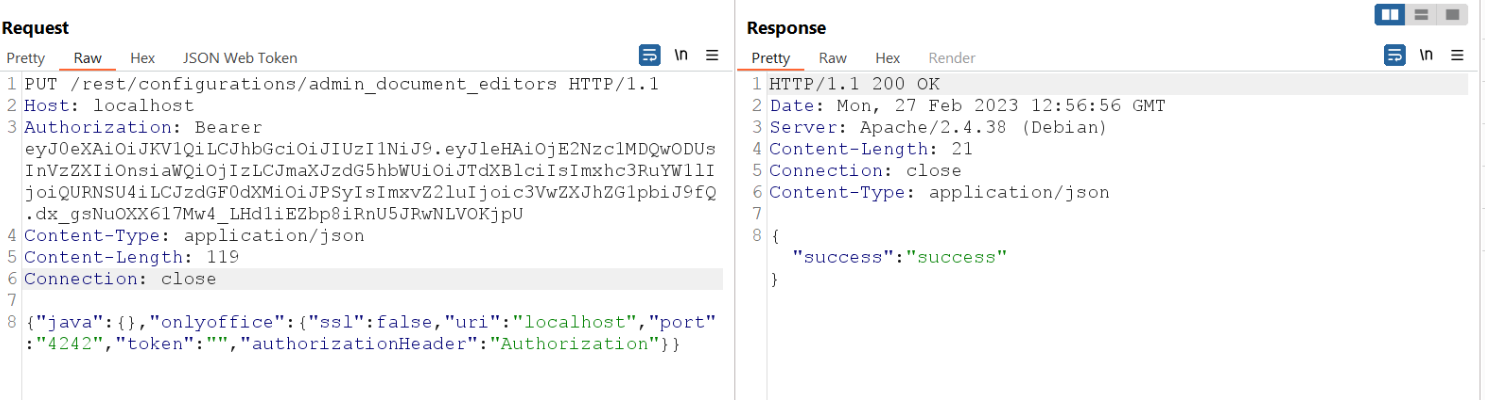 Request
Pretty Raw Hex JSON Web Token \n
1 PUT /rest/configurations/admin_document_editors HTTP/1.1
2 Host: localhost
3 Authorization: Bearer
eyJ0eXAiOiJKV1QiLCJhbGciOiJIUzI1NiJ9.eyJleHAiOjE2Nzc1MDQwODUs
InVzZXIiOnsiaWQiOjIzLCJmaXJzdG5hbWUiOiJTdXBlciIsImxhc3RuYW1lI
joiQURNSU4iLCJzdGF0dXMiOiJPSyIsImxvZ2luIjoic3VwZXJhZG1pbiJ9fQ
.dx_gsNuOXX617Mw4_LHd1iEZbp8iRnU5JRwNLVOKjpU
4 Content-Type: application/json
5 Content-Length: 119
6 Connection: close
7
8 {"java":{},"onlyoffice":{"ssl":false,"uri":"localhost","port"
:"4242","token":"","authorizationHeader":"Authorization"}}
Response
Pretty Raw Hex Render \n
1 HTTP/1.1 200 OK
2 Date: Mon, 27 Feb 2023 12:56:56 GMT
3 Server: Apache/2.4.38 (Debian)
4 Content-Length: 21
5 Connection: close
6 Content-Type: application/json
7
8 {
"success":"success"
}